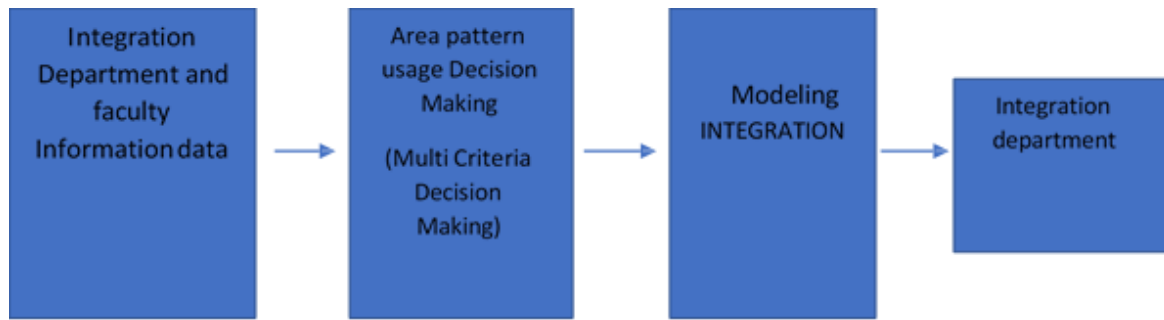 Integration
Department and
faculty
Information data
Area pattern
usage Decision
Making
(Multi Criteria
Decision
Making)
Modeling
INTEGRATION
Integration
department